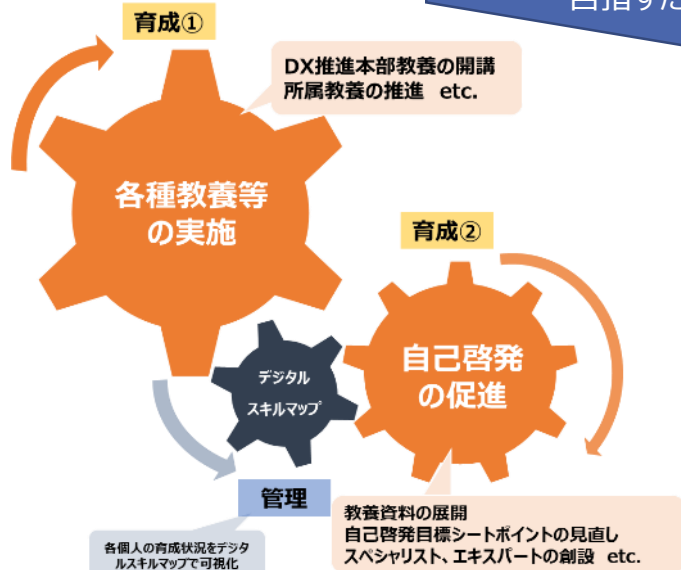 目指す
育成①
DX推進本部教養の開講
所属教養の推進 etc.
各種教養等
の実施
育成②
自己啓発
の促進
デジタル
スキルマップ
管理
各個人の育成状況をデジタ
ルスキルマップで可視化
教養資料の展開
自己啓発目標シートポイントの見直し
スペシャリスト、エキスパートの創設 etc.